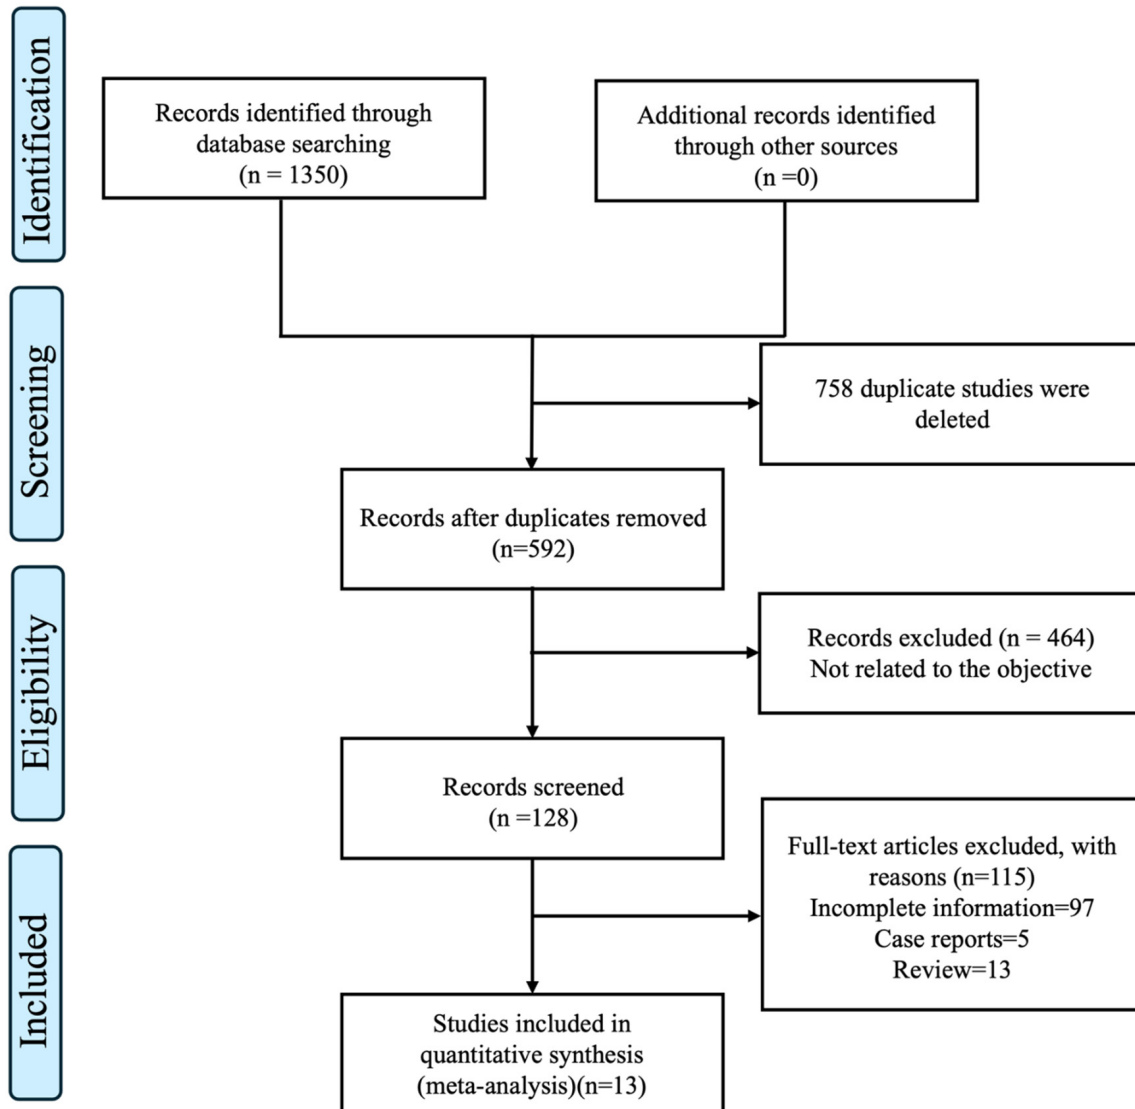 Identification
Records identified through
database searching
(n = 1350)
Additional records identified
through other sources
(n =0)
Screening
758 duplicate studies were
deleted
Records after duplicates removed
(n=592)
Eligibility
Records excluded (n = 464)
Not related to the objective
Records screened
(n =128)
Full-text articles excluded, with
reasons (n=115)
Incomplete information=97
Case reports=5
Review=13
Included
Studies included in
quantitative synthesis
(meta-analysis)(n=13)